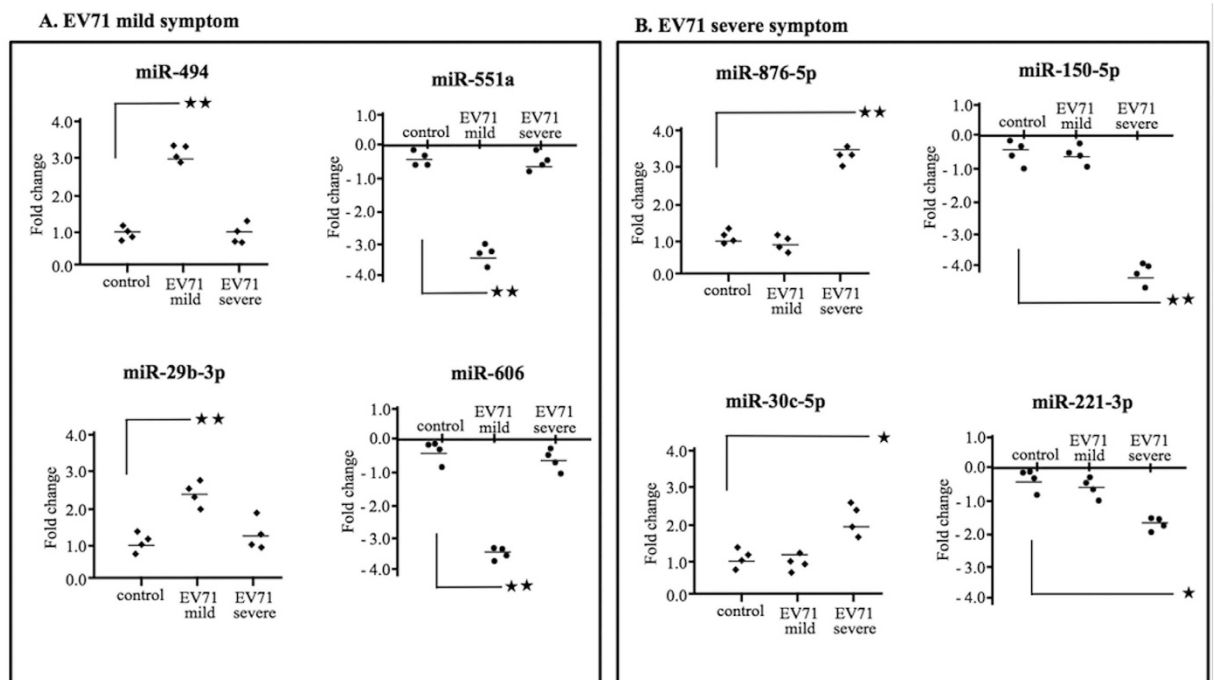 A. EV71 mild symptom
miR-494
★★
Fold change
4.0
3.0
2.0
1.0
0.0
control
EV71 mild
EV71 severe
miR-551a
Fold change
1.0
0.0
- 1.0
- 2.0
- 3.0
- 4.0
control
EV71 mild
EV71 severe
★★
miR-29b-3p
★★
Fold change
4.0
3.0
2.0
1.0
0.0
control
EV71 mild
EV71 severe
miR-606
Fold change
1.0
0.0
- 1.0
- 2.0
- 3.0
- 4.0
control
EV71 mild
EV71 severe
★★
B. EV71 severe symptom
miR-876-5p
★★
Fold change
4.0
3.0
2.0
1.0
0.0
control
EV71 mild
EV71 severe
miR-150-5p
Fold change
1.0
0.0
- 1.0
- 2.0
- 3.0
- 4.0
control
EV71 mild
EV71 severe
★★
miR-30c-5p
★
Fold change
4.0
3.0
2.0
1.0
0.0
control
EV71 mild
EV71 severe
miR-221-3p
Fold change
1.0
0.0
- 1.0
- 2.0
- 3.0
- 4.0
control
EV71 mild
EV71 severe
★